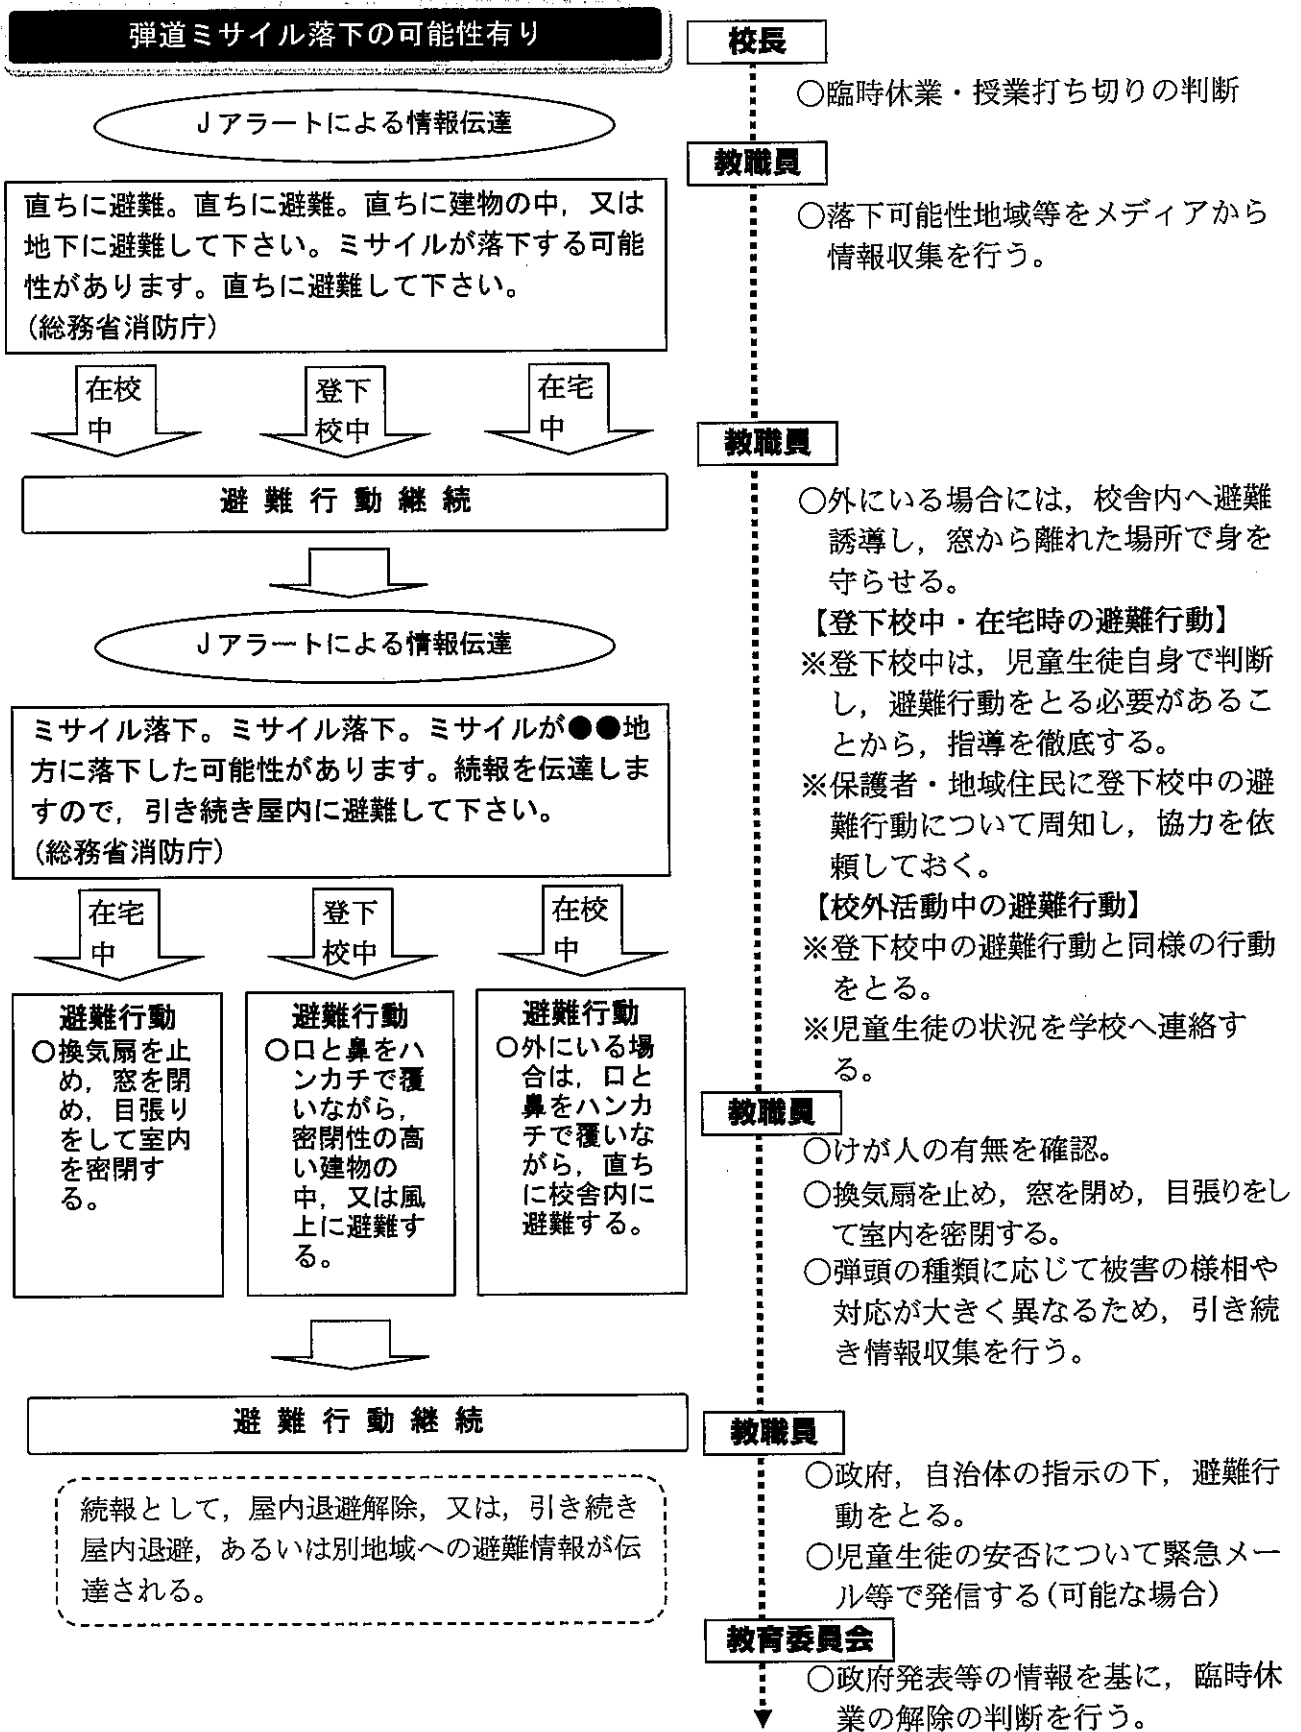 弾道ミサイル落下の可能性有り
Jアラートによる情報伝達
直ちに避難。直ちに避難。直ちに建物の中，又は
地下に避難して下さい。ミサイルが落下する可能
性があります。直ちに避難して下さい。
(総務省消防庁)
在校
中
登下
校中
在宅
中
避難行動継続
Jアラートによる情報伝達
ミサイル落下。ミサイル落下。ミサイルが●●地
方に落下した可能性があります。続報を伝達しま
すので，引き続き屋内に避難して下さい。
(総務省消防庁)
在宅
中
登下
校中
在校
中
避難行動
○換気扇を止
め，窓を閉
め，目張り
をして室内
を密閉す
る。
避難行動
○口と鼻をハ
ンカチで覆
いながら，
密閉性の高
い建物の
中，又は風
上に避難す
る。
避難行動
○外にいる場
合は，口と
鼻をハンカ
チで覆いな
がら，直ち
に校舎内に
避難する。
避難行動継続
続報として，屋内退避解除，又は，引き続き
屋内退避，あるいは別地域への避難情報が伝
達される。
校長
○臨時休業・授業打ち切りの判断
教職員
○落下可能性地域等をメディアから
情報収集を行う。
教職員
○外にいる場合には，校舎内へ避難
誘導し，窓から離れた場所で身を
守らせる。
【登下校中・在宅時の避難行動】
※登下校中は，児童生徒自身で判断
し，避難行動をとる必要があるこ
とから，指導を徹底する。
※保護者・地域住民に登下校中の避
難行動について周知し，協力を依
頼しておく。
【校外活動中の避難行動】
※登下校中の避難行動と同様の行動
をとる。
※児童生徒の状況を学校へ連絡す
る。
教職員
○けが人の有無を確認。
○換気扇を止め，窓を閉め，目張りをし
て室内を密閉する。
○弾頭の種類に応じて被害の様相や
対応が大きく異なるため，引き続
き情報収集を行う。
教職員
○政府，自治体の指示の下，避難行
動をとる。
○児童生徒の安否について緊急メー
ル等で発信する(可能な場合)
教育委員会
○政府発表等の情報を基に，臨時休
業の解除の判断を行う。